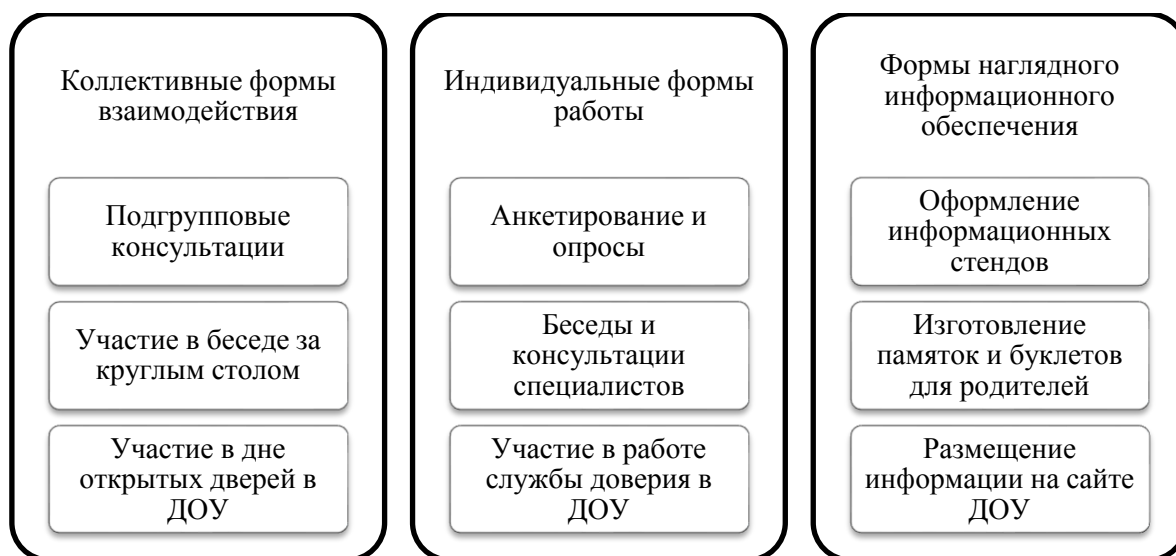 Коллективные формы
взаимодействия
Подгрупповые
консультации
Участие в беседе за
круглым столом
Участие в дне
открытых дверей в
ДОУ
Индивидуальные формы
работы
Анкетирование и
опросы
Беседы и
консультации
специалистов
Участие в работе
службы доверия в
ДОУ
Формы наглядного
информационного
обеспечения
Оформление
информационных
стендов
Изготовление
памяток и буклетов
для родителей
Размещение
информации на сайте
ДОУ